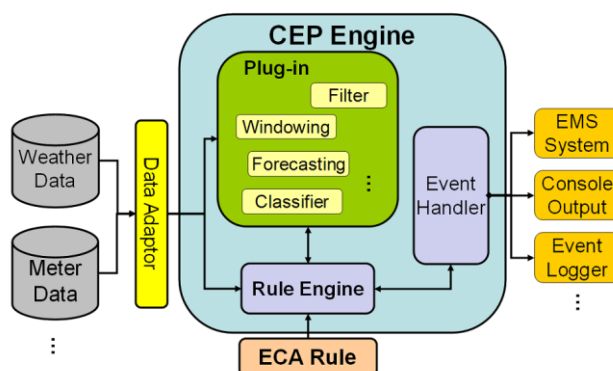 CEP Engine
Plug-in
Filter
Windowing
Forecasting
Classifier
...
Weather
Data
Meter
Data
...
Data Adaptor
Event
Handler
Rule Engine
ECA Rule
EMS
System
Console
Output
Event
Logger
...